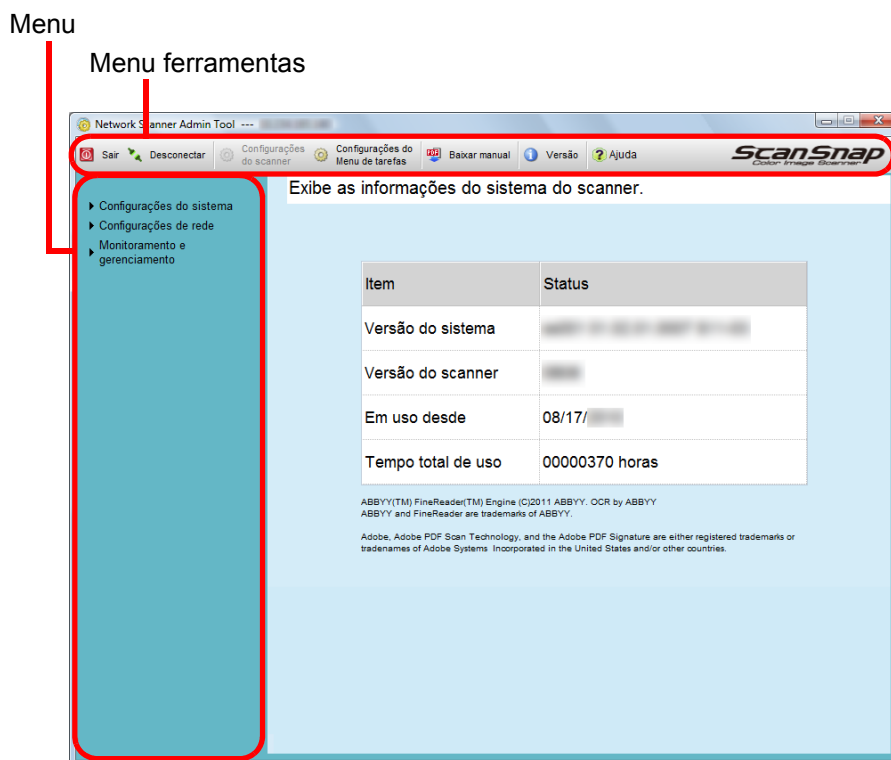 Menu
Menu ferramentas
Network Scanner Admin Tool ---
Sair
Desconectar
Configurações
do scanner
Configurações do
Menu de tarefas
Baixar manual
Versão
Ajuda
ScanSnap
Color Image Scanner
Exibe as informações do sistema do scanner.
Configurações do sistema
Configurações de rede
Monitoramento e
gerenciamento
Item Status
Versão do sistema
Versão do scanner
Em uso desde 08/17/
Tempo total de uso 00000370 horas
ABBYY(TM) FineReader(TM) Engine (C)2011 ABBYY. OCR by ABBYY
ABBYY and FineReader are trademarks of ABBYY.
Adobe, Adobe PDF Scan Technology, and the Adobe PDF Signature are either registered trademarks or
tradenames of Adobe Systems Incorporated in the United States and/or other countries.